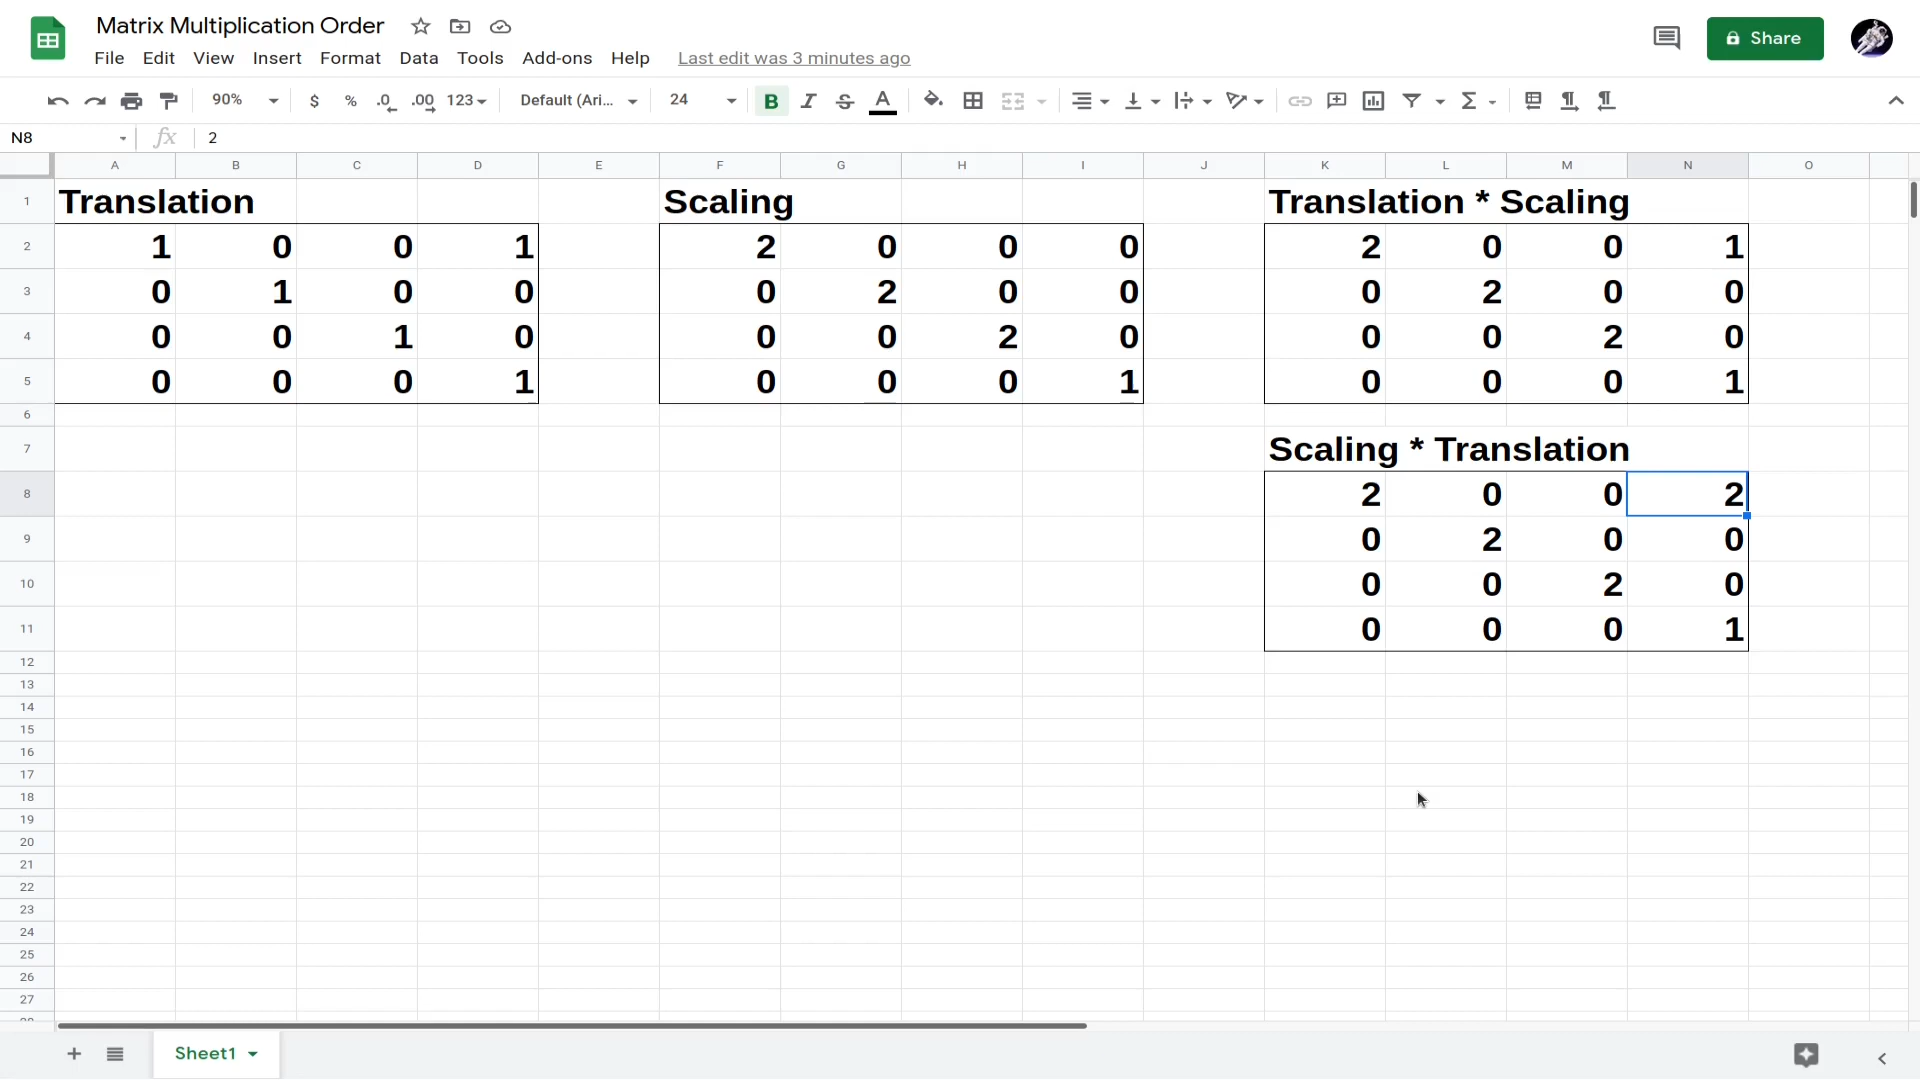 Matrix Multiplication Order
File Edit View Insert Format Data Tools Add-ons Help Last edit was 3 minutes ago
Share
90% $ % .0 .00 123 Default (Ari... 24 B I S A
N8 fx 2
A B C D E F G H I J K L M N O
1 Translation Scaling Translation * Scaling
2 1 0 0 1 2 0 0 0 2 0 0 1
3 0 1 0 0 0 2 0 0 0 2 0 0
4 0 0 1 0 0 0 2 0 0 0 2 0
5 0 0 0 1 0 0 0 1 0 0 0 1
6
7 Scaling * Translation
8 2 0 0 2
9 0 2 0 0
10 0 0 2 0
11 0 0 0 1
12
13
14
15
16
17
18
19
20
21
22
23
24
25
26
27
Sheet1